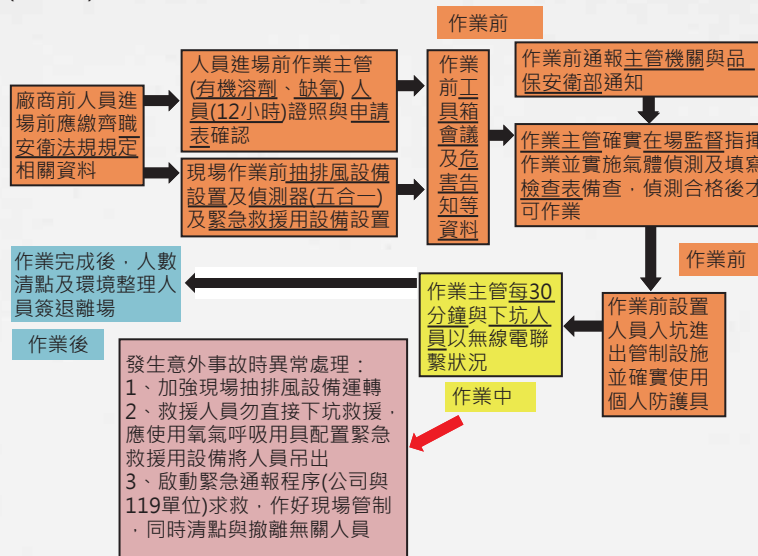 作業前
廠商前人員進
場前應繳齊職
安衛法規規定
相關資料
人員進場前作業主管
(有機溶劑、缺氧) 人
員(12小時)證照與申請
表確認
現場作業前抽排風設備
設置及偵測器(五合一)
及緊急救援用設備設置
作業
前工
具箱
會議
及危
害告
知等
資料
作業前通報主管機關與品
保安衛部通知
作業主管確實在場監督指揮
作業並實施氣體偵測及填寫
檢查表備查，偵測合格後才
可作業
作業前
作業前設置
人員入坑進
出管制設施
並確實使用
個人防護具
作業主管每30
分鐘與下坑人
員以無線電聯
繫狀況
作業中
作業完成後，人數
清點及環境整理人
員簽退離場
作業後
發生意外事故時異常處理：
1、加強現場抽排風設備運轉
2、救援人員勿直接下坑救援，
應使用氧氣呼吸用具配置緊急
救援用設備將人員吊出
3、啟動緊急通報程序(公司與
119單位)求救，作好現場管制
，同時清點與撤離無關人員